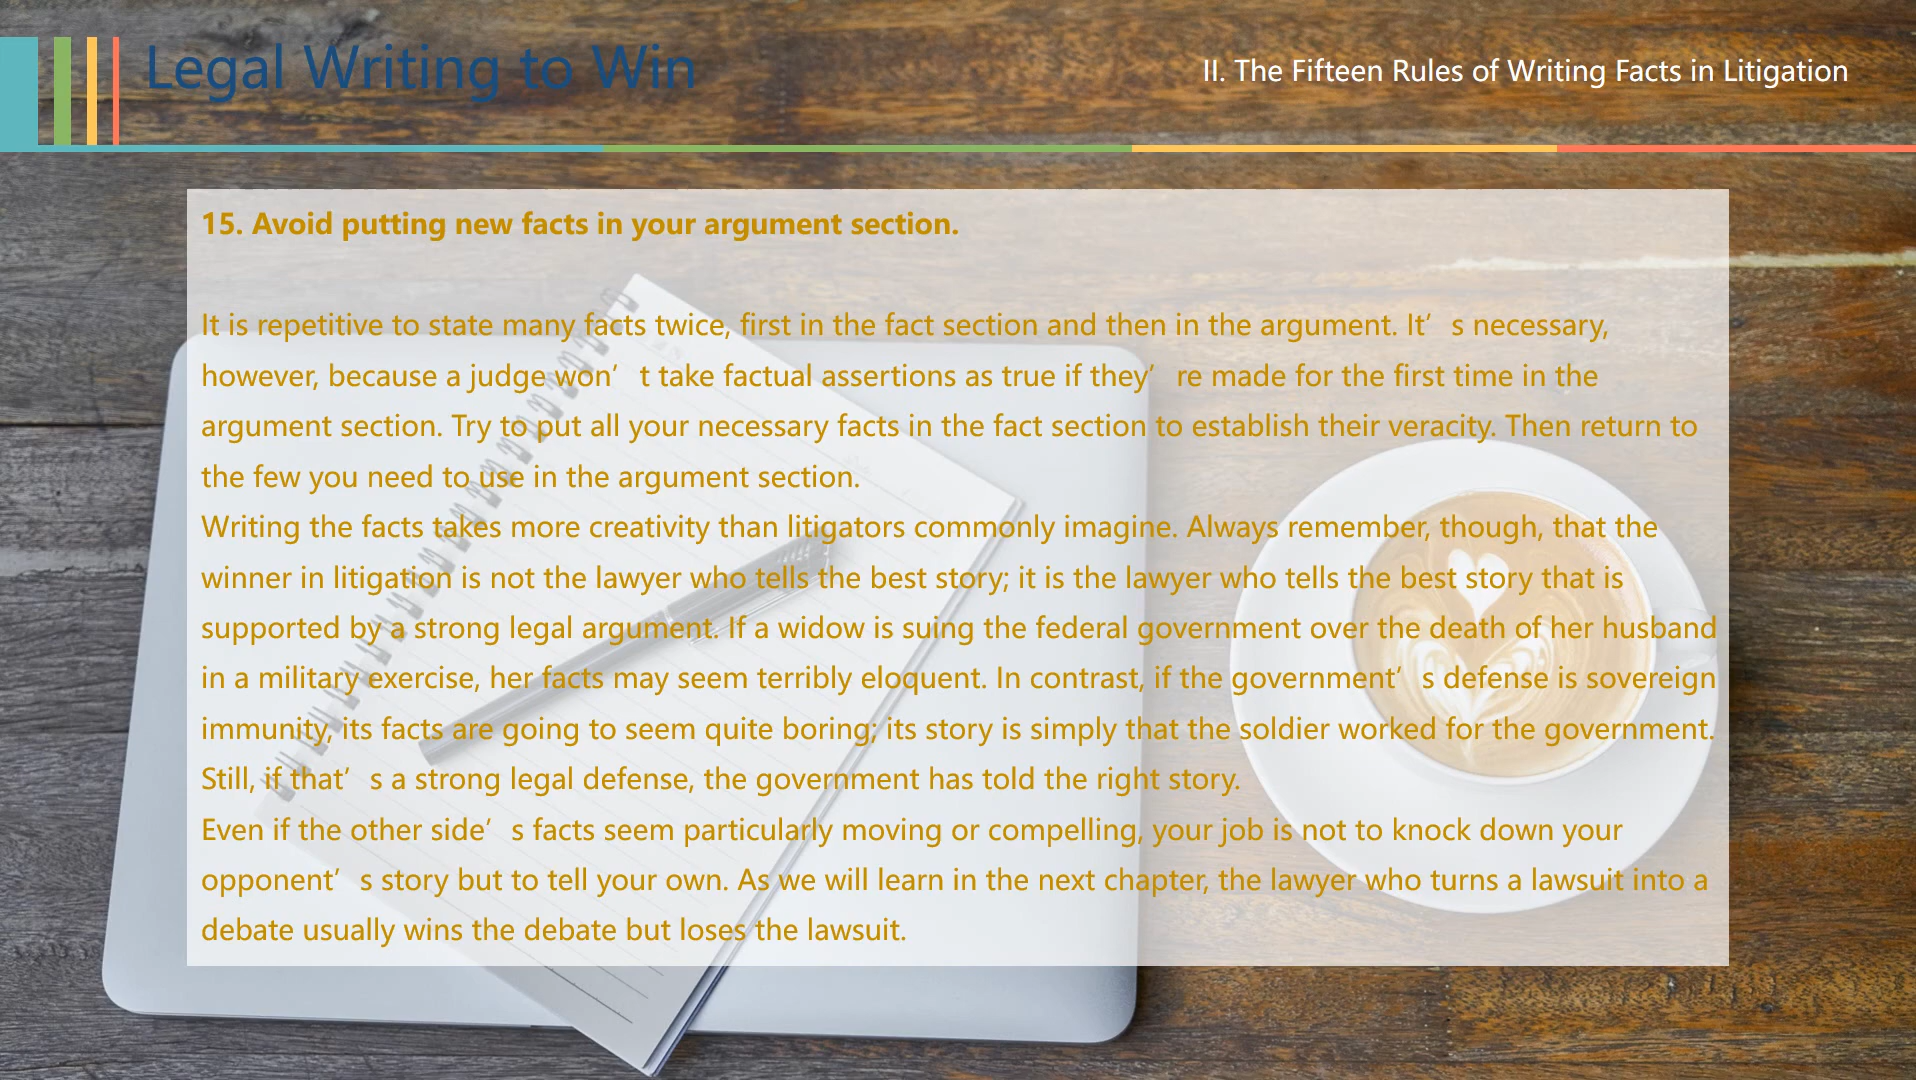 Legal Writing to Win
II. The Fifteen Rules of Writing Facts in Litigation
15. Avoid putting new facts in your argument section.
It is repetitive to state many facts twice, first in the fact section and then in the argument. It’s necessary,
however, because a judge won’t take factual assertions as true if they’re made for the first time in the
argument section. Try to put all your necessary facts in the fact section to establish their veracity. Then return to
the few you need to use in the argument section.
Writing the facts takes more creativity than litigators commonly imagine. Always remember, though, that the
winner in litigation is not the lawyer who tells the best story; it is the lawyer who tells the best story that is
supported by a strong legal argument. If a widow is suing the federal government over the death of her husband
in a military exercise, her facts may seem terribly eloquent. In contrast, if the government’s defense is sovereign
immunity, its facts are going to seem quite boring; its story is simply that the soldier worked for the government.
Still, if that’s a strong legal defense, the government has told the right story.
Even if the other side’s facts seem particularly moving or compelling, your job is not to knock down your
opponent’s story but to tell your own. As we will learn in the next chapter, the lawyer who turns a lawsuit into a
debate usually wins the debate but loses the lawsuit.